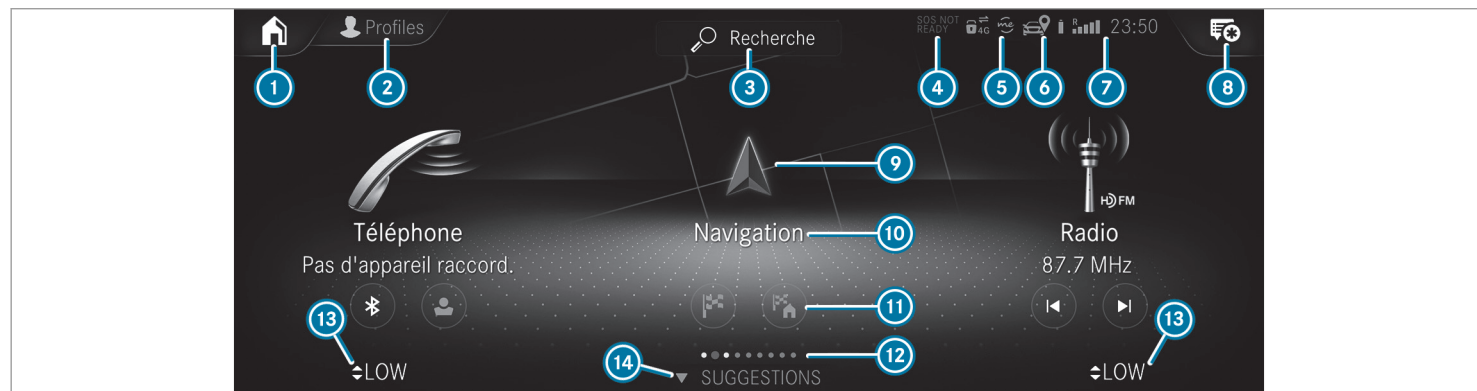 Profiles
Recherche
SOS NOT
READY
4G
me
R
23:50
1
2
3
4
5
6
7
8
9
HD FM
Téléphone
Navigation
10
Radio
Pas d'appareil raccord.
87.7 MHz
11
13
13
12
14
LOW
SUGGESTIONS
LOW